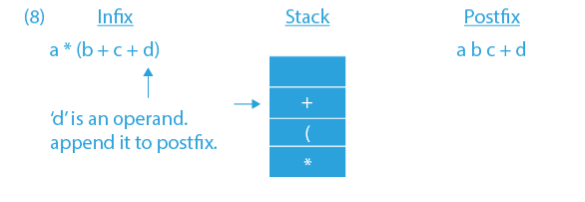 (8) Infix Stack Postfix
a * (b + c + d) a b c + d
+
‘d’ is an operand.
append it to postfix.
(
*